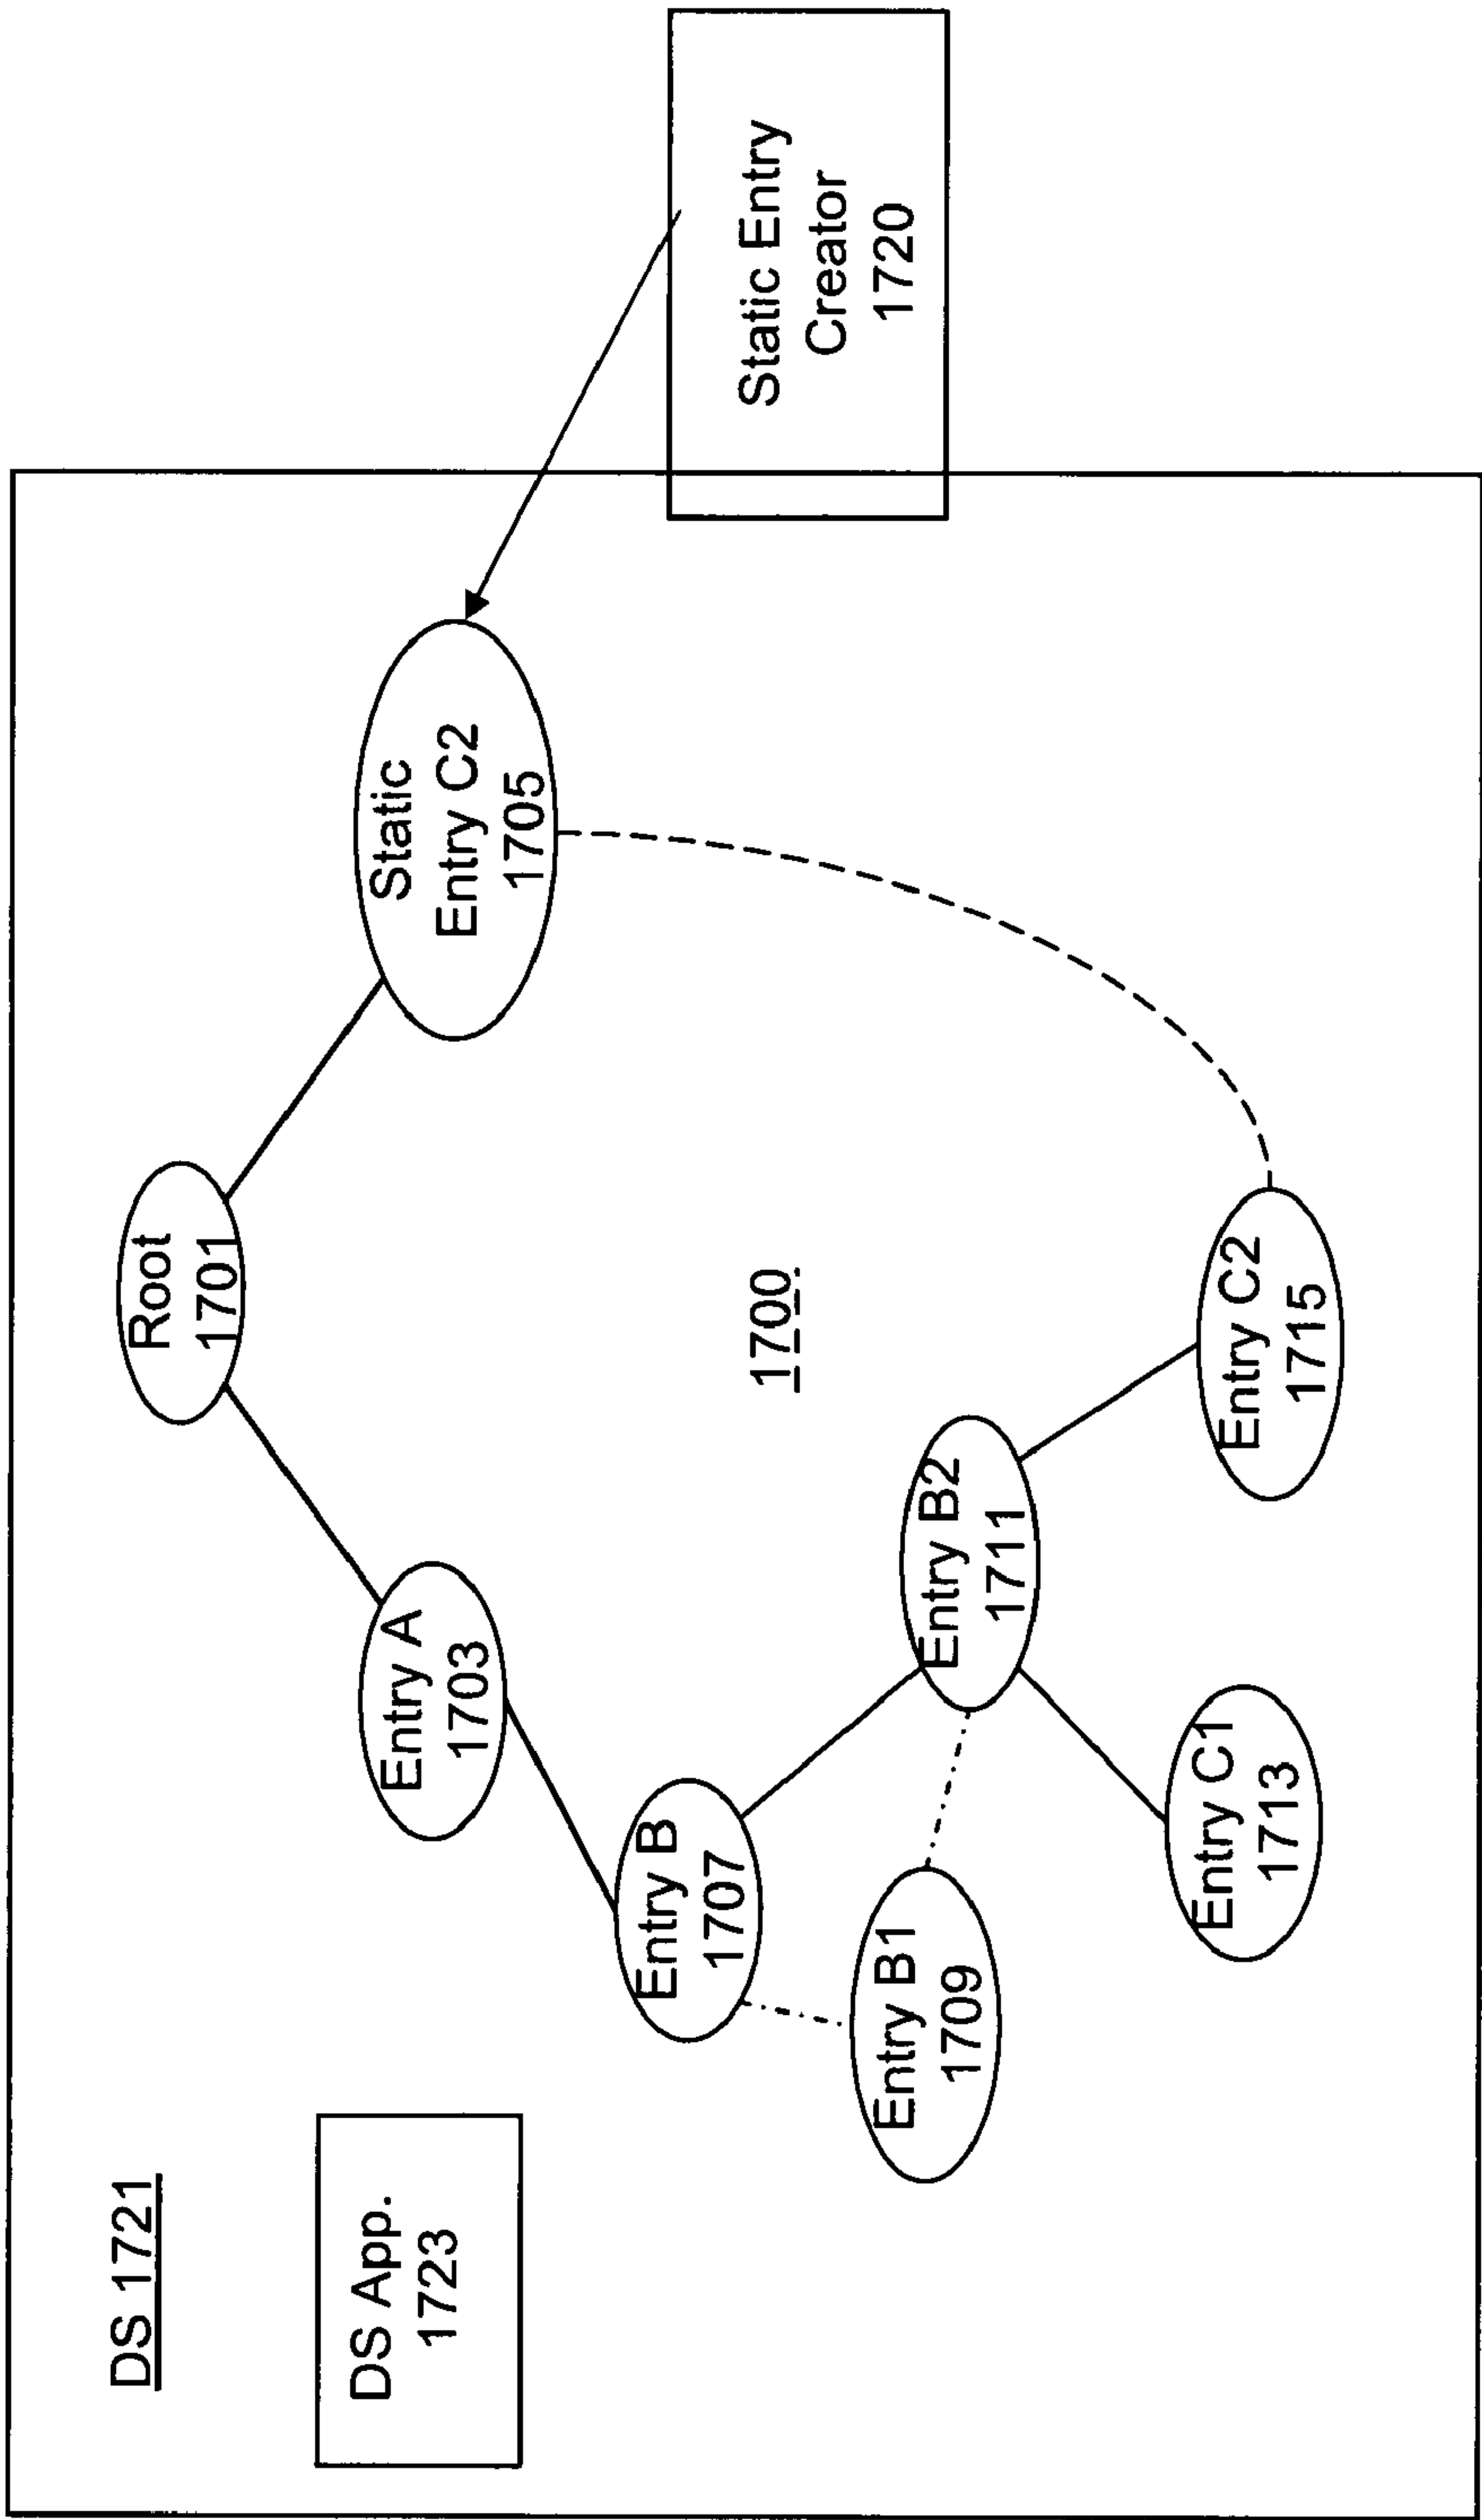 DS 1721
DS App.
1723
Root
1701
Entry A
1703
Static
Entry C2
1705
Entry B
1707
1700.
Static Entry
Creator
1720
Entry B1
1709
Entry B2
1711
Entry C1
1713
Entry C2
1715